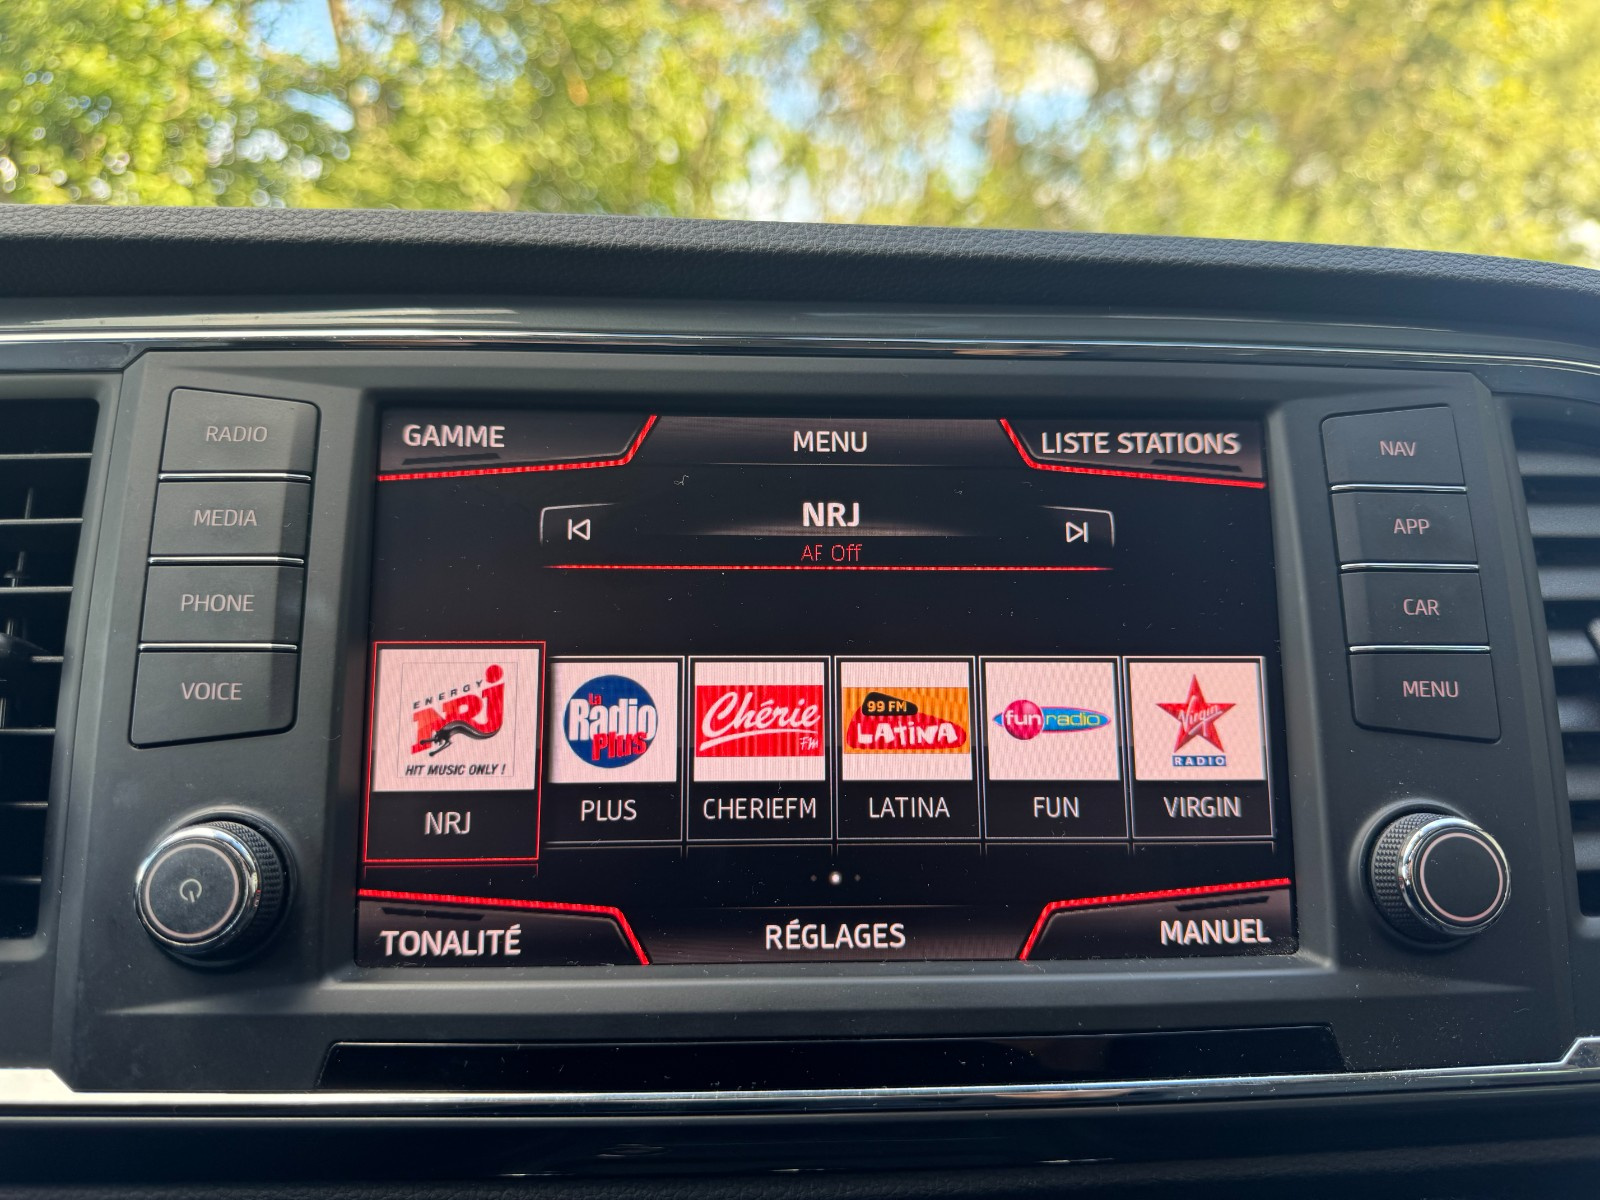 RADIO
MEDIA
PHONE
VOICE
GAMME
MENU
LISTE STATIONS
NRJ
AF Off
ENERGY
NRJ
HIT MUSIC ONLY !
NRJ
la
Radio
Plus
PLUS
Chérie
FM
CHERIEFM
99 FM
LATINA
LATINA
fun radio
FUN
Virgin
RADIO
VIRGIN
TONALITÉ
RÉGLAGES
MANUEL
NAV
APP
CAR
MENU